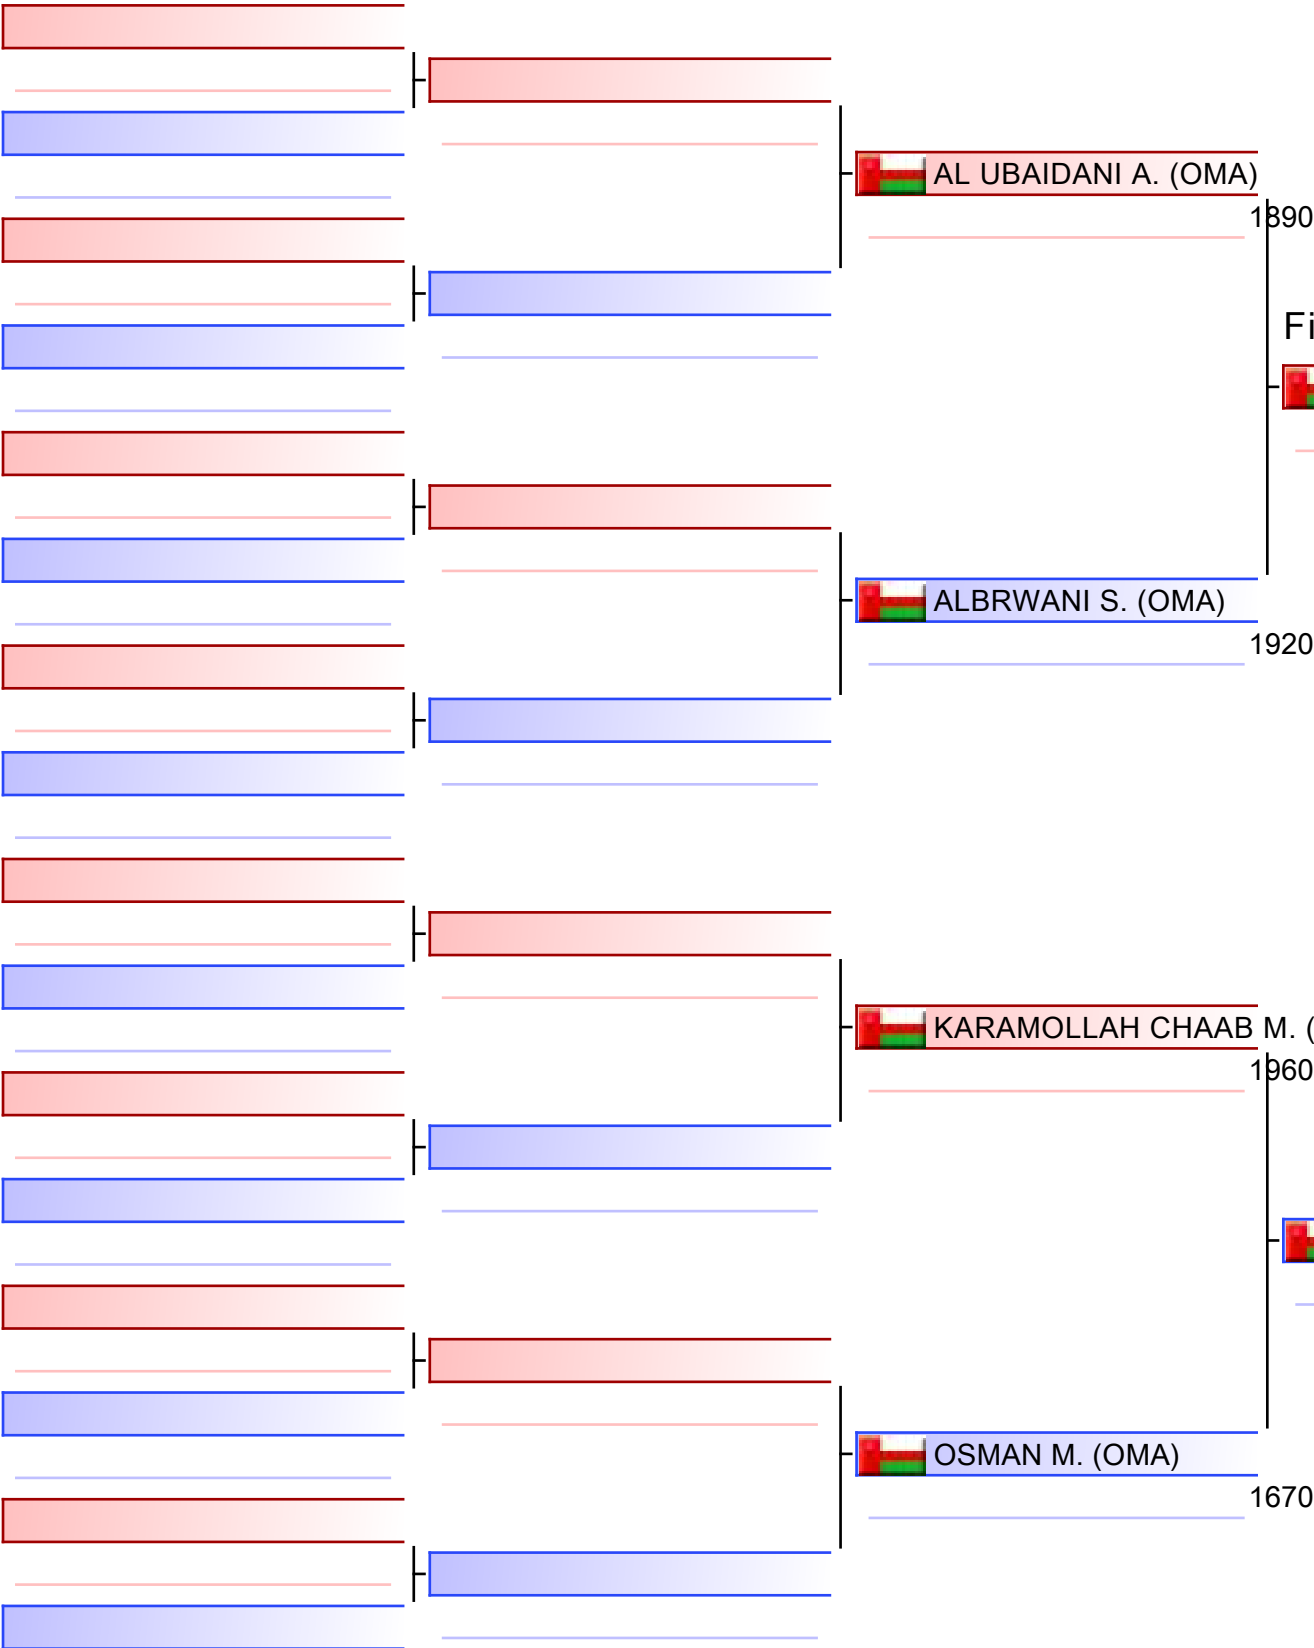 AL UBAIDANI A. (OMA)
1890
Fi
ALBRWANI S. (OMA)
1920
KARAMOLLAH CHAAB M. (
1960
OSMAN M. (OMA)
1670